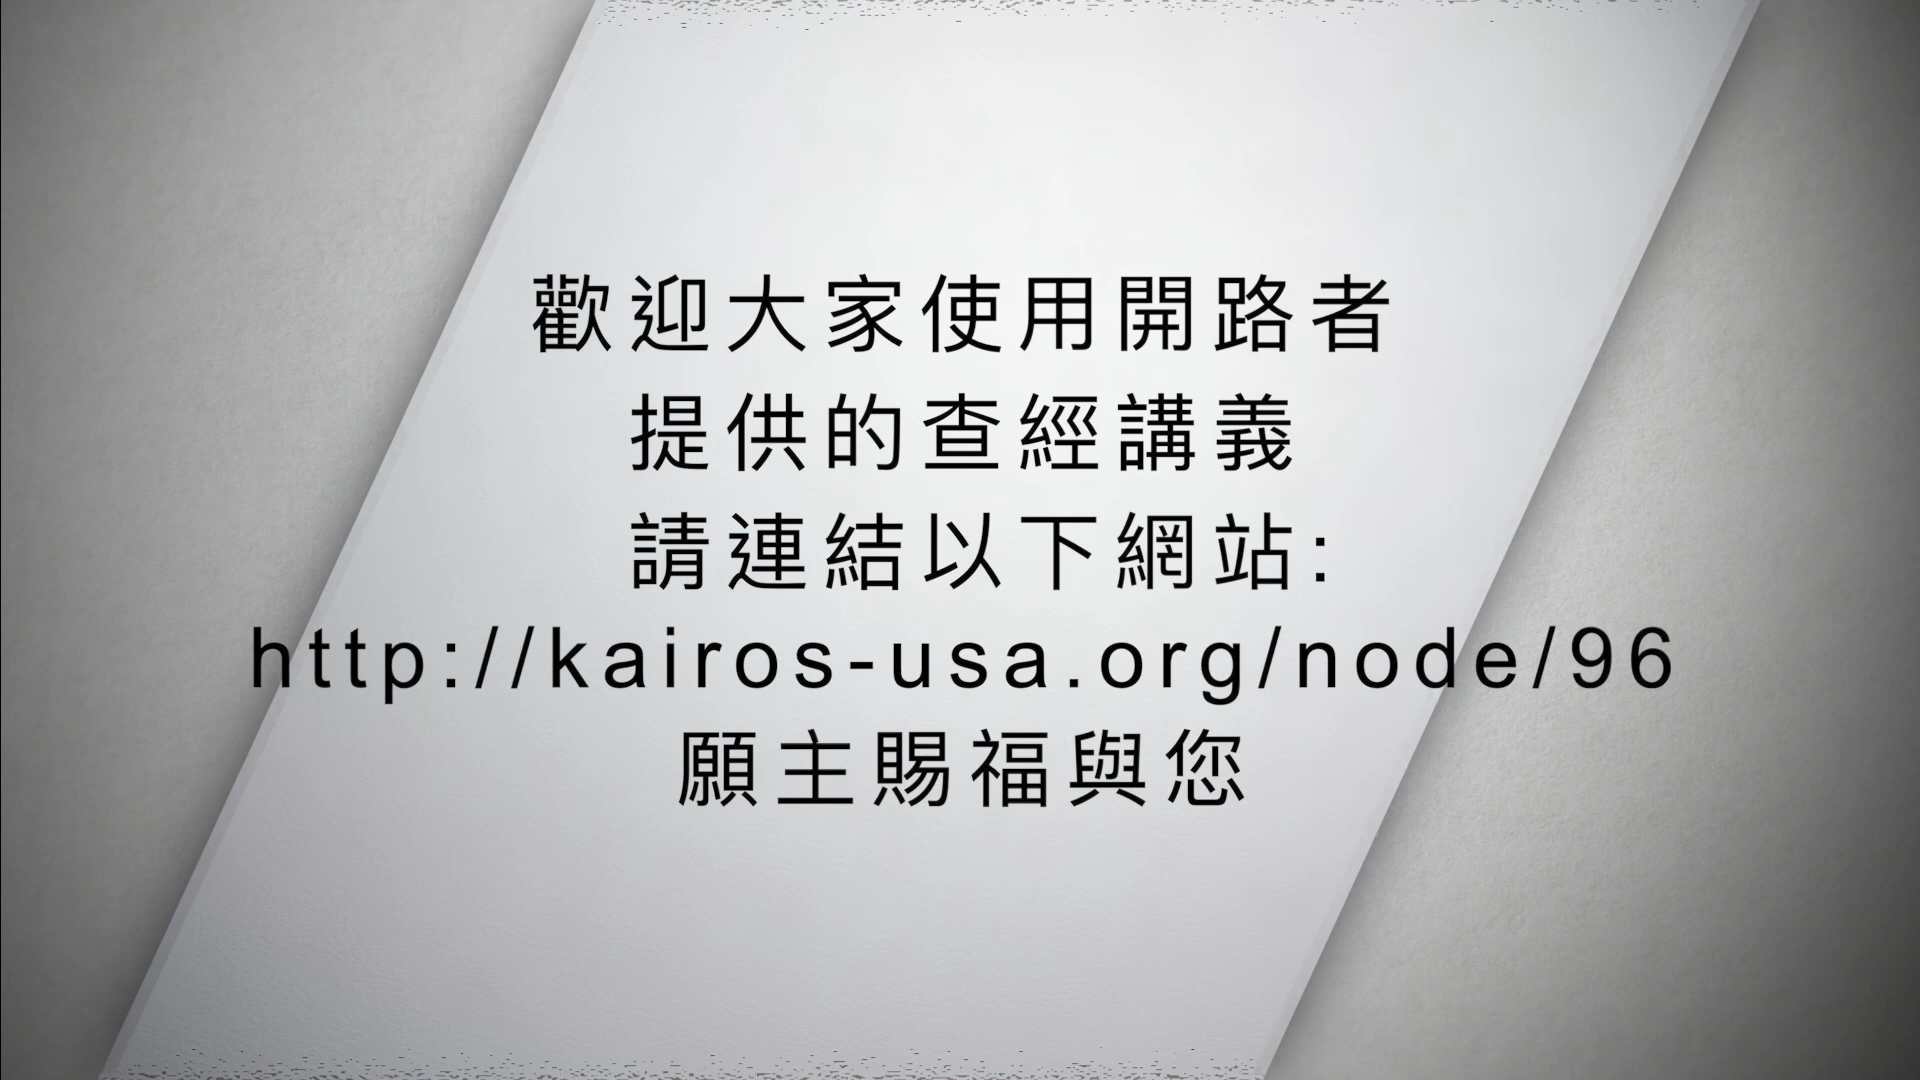 歡迎大家使用開路者
提供的查經講義
請連結以下網站:
http://kairos-usa.org/node/96
願主賜福與您